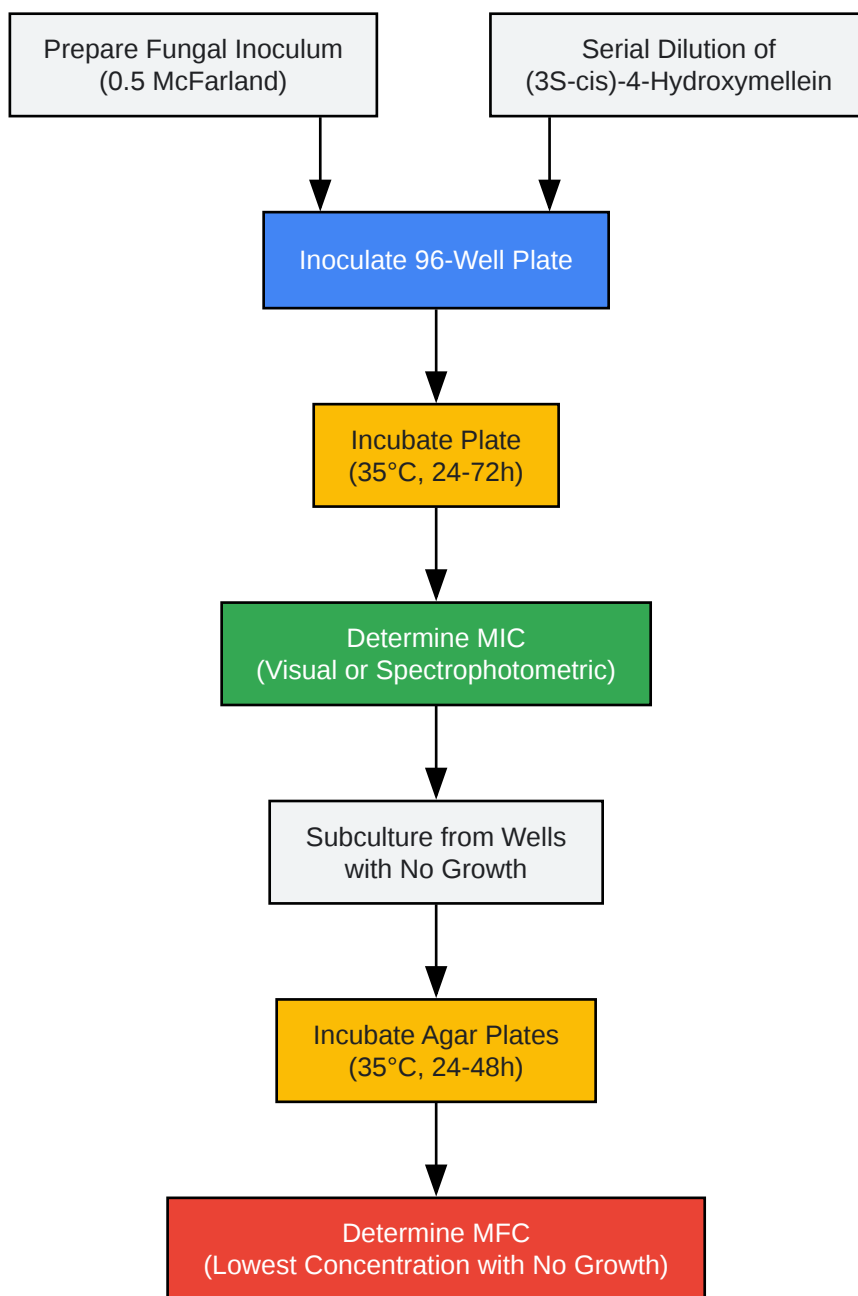 Prepare Fungal Inoculum
(0.5 McFarland)
Serial Dilution of
(3S-cis)-4-Hydroxymellein
Inoculate 96-Well Plate
Incubate Plate
(35°C, 24-72h)
Determine MIC
(Visual or Spectrophotometric)
Subculture from Wells
with No Growth
Incubate Agar Plates
(35°C, 24-48h)
Determine MFC
(Lowest Concentration with No Growth)